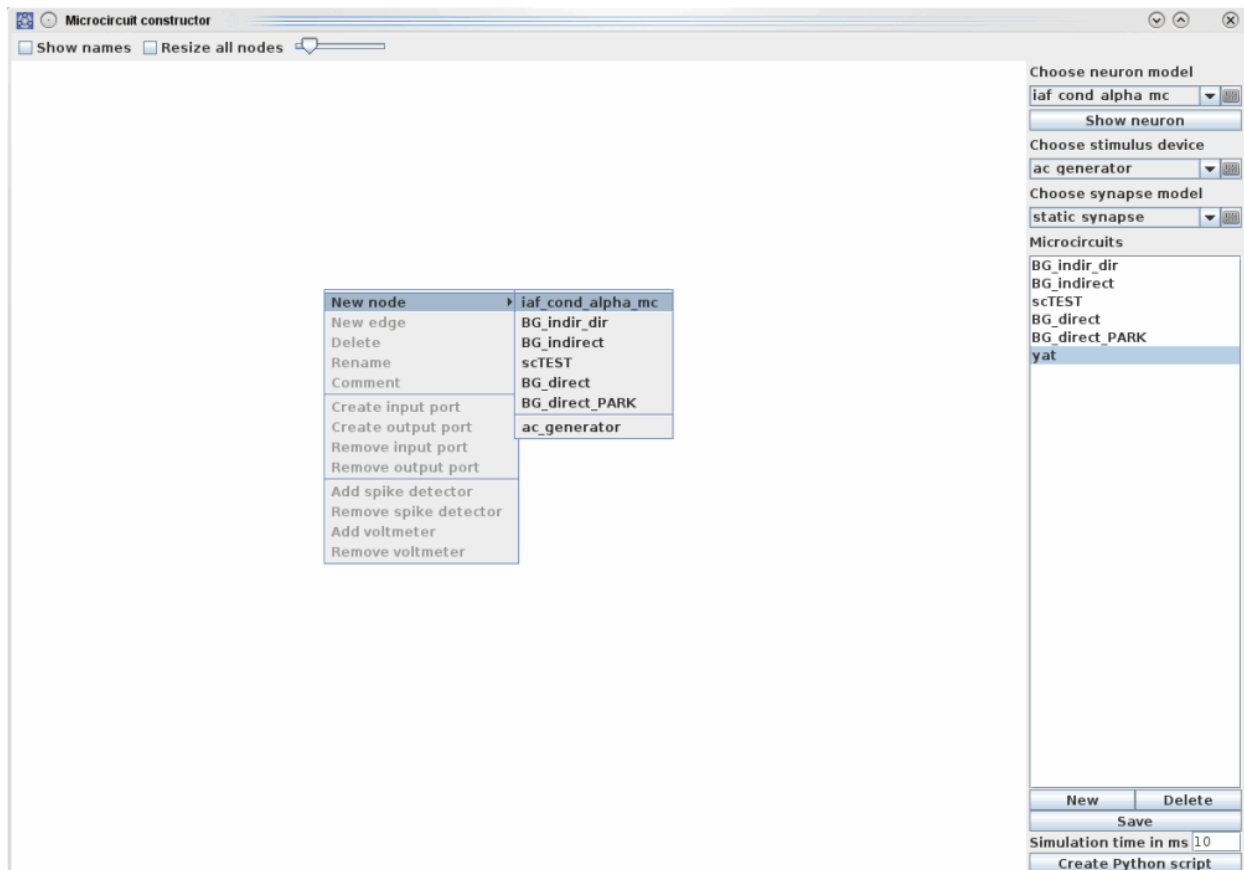 Microcircuit constructor
Show names Resize all nodes
Choose neuron model
iaf cond alpha mc
Show neuron
Choose stimulus device
ac generator
Choose synapse model
static synapse
Microcircuits
BG_indir_dir
BG_indirect
scTEST
BG_direct
BG_direct_PARK
yat
New node
New edge
Delete
Rename
Comment
Create input port
Create output port
Remove input port
Remove output port
Add spike detector
Remove spike detector
Add voltmeter
Remove voltmeter
iaf_cond_alpha_mc
BG_indir_dir
BG_indirect
scTEST
BG_direct
BG_direct_PARK
ac_generator
New Delete
Save
Simulation time in ms 10
Create Python script